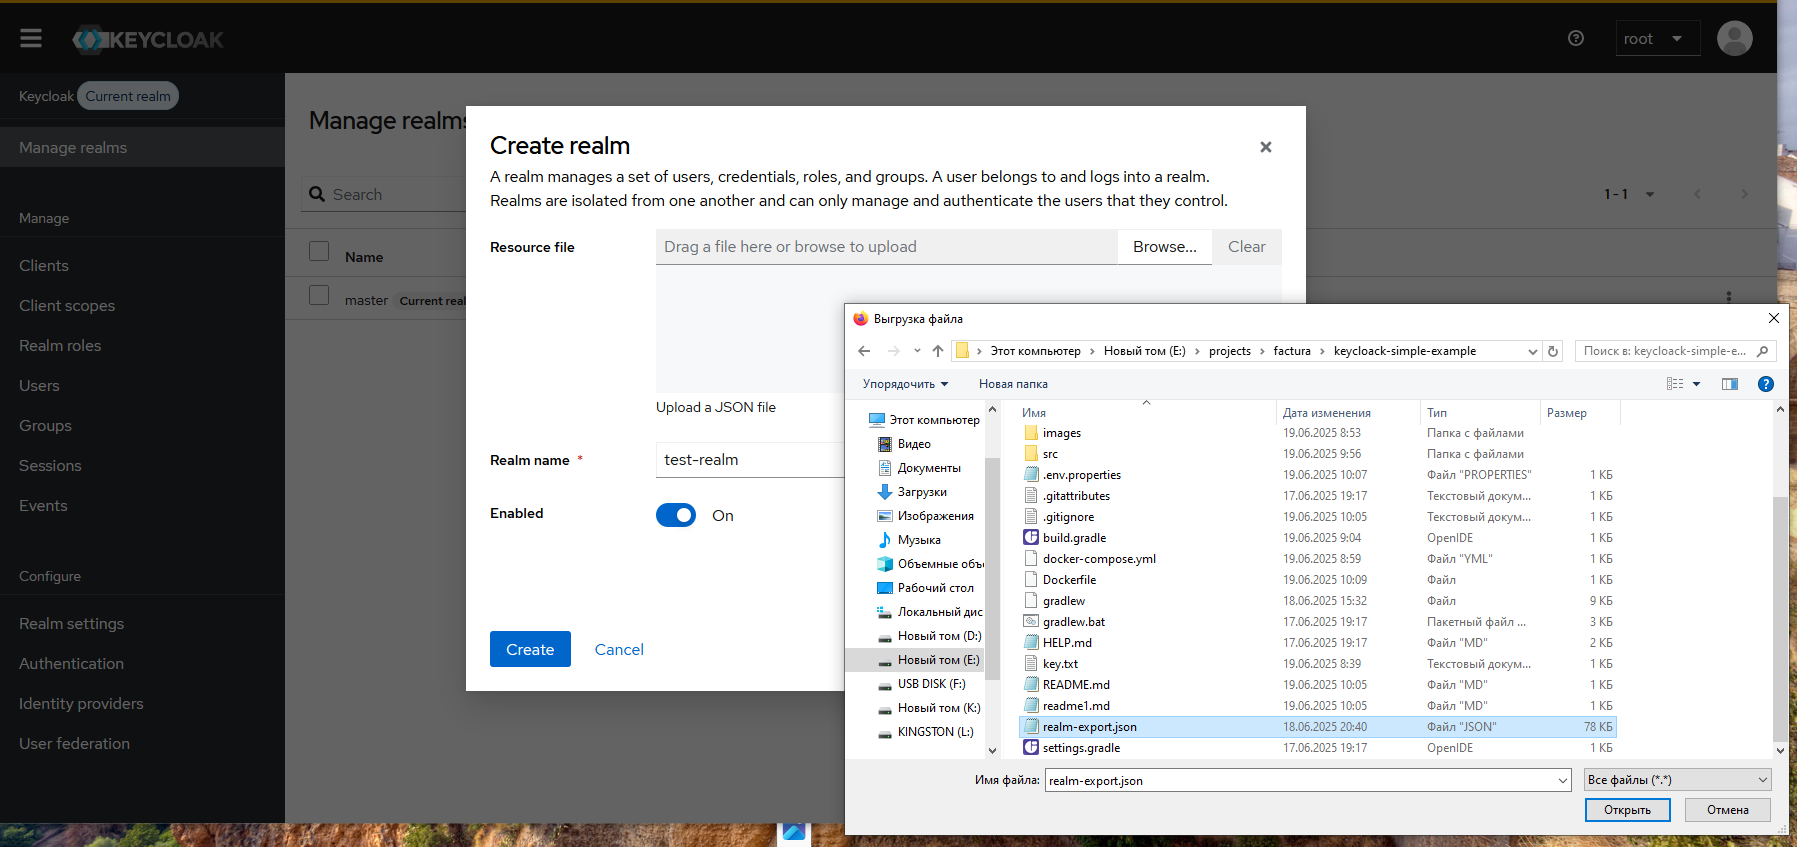 KEYCLOAK
root
Keycloak Current realm
Manage realms
Manage
Clients
Client scopes
Realm roles
Users
Groups
Sessions
Events
Configure
Realm settings
Authentication
Identity providers
User federation
Manage realms
Search
1 - 1
Name
master Current real
Create realm
A realm manages a set of users, credentials, roles, and groups. A user belongs to and logs into a realm.
Realms are isolated from one another and can only manage and authenticate the users that they control.
Resource file
Drag a file here or browse to upload
Browse...
Clear
Upload a JSON file
Realm name *
test-realm
Enabled
On
Create
Cancel
Выгрузка файла
Этот компьютер › Новый том (E:) › projects › factura › keycloack-simple-example
Поиск в: keycloack-simple-e...
Упорядочить
Новая папка
Этот компьютер
Видео
Документы
Загрузки
Изображения
Музыка
Объемные объ
Рабочий стол
Локальный дис
Новый том (D:)
Новый том (E:)
USB DISK (F:)
Новый том (K:)
KINGSTON (L:)
Имя Дата изменения Тип Размер
images 19.06.2025 8:53 Папка с файлами
src 19.06.2025 9:56 Папка с файлами
.env.properties 19.06.2025 10:07 Файл "PROPERTIES" 1 КБ
.gitattributes 17.06.2025 19:17 Текстовый докум... 1 КБ
.gitignore 19.06.2025 10:05 Текстовый докум... 1 КБ
build.gradle 19.06.2025 9:04 OpenIDE 1 КБ
docker-compose.yml 19.06.2025 8:59 Файл "YML" 1 КБ
Dockerfile 19.06.2025 10:09 Файл 1 КБ
gradlew 18.06.2025 15:32 Файл 9 КБ
gradlew.bat 17.06.2025 19:17 Пакетный файл ... 3 КБ
HELP.md 17.06.2025 19:17 Файл "MD" 2 КБ
key.txt 19.06.2025 8:39 Текстовый докум... 1 КБ
README.md 19.06.2025 10:05 Файл "MD" 1 КБ
readme1.md 19.06.2025 10:05 Файл "MD" 1 КБ
realm-export.json 18.06.2025 20:40 Файл "JSON" 78 КБ
settings.gradle 17.06.2025 19:17 OpenIDE 1 КБ
Имя файла: realm-export.json
Все файлы (*.*)
Открыть
Отмена